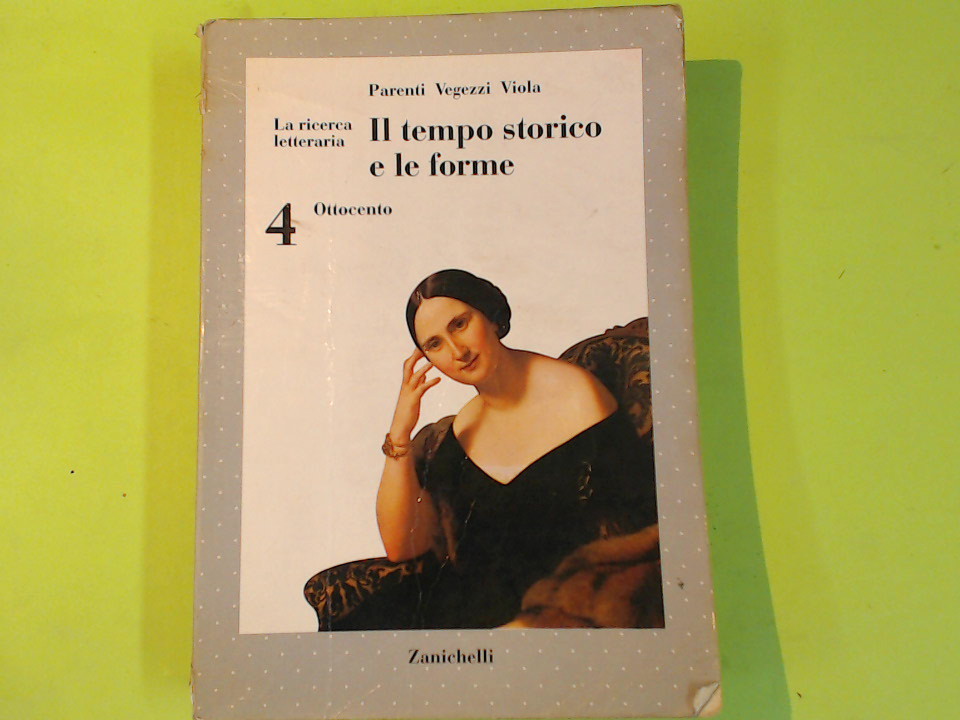 Parenti Vegezzi Viola
La ricerca
letteraria
Il tempo storico
e le forme
4
Ottocento
Zanichelli